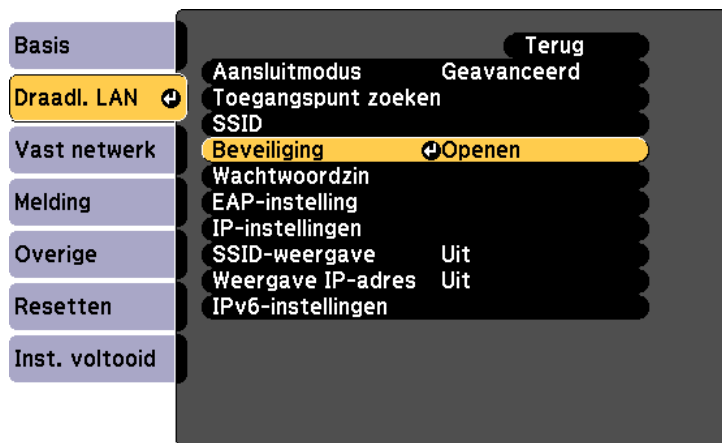 Basis
Draadl. LAN
Vast netwerk
Melding
Overige
Resetten
Inst. voltooid
Terug
Aansluitmodus Geavanceerd
Toegangspunt zoeken
SSID
Beveiliging Openen
Wachtwoordzin
EAP-instelling
IP-instellingen
SSID-weergave Uit
Weergave IP-adres Uit
IPv6-instellingen